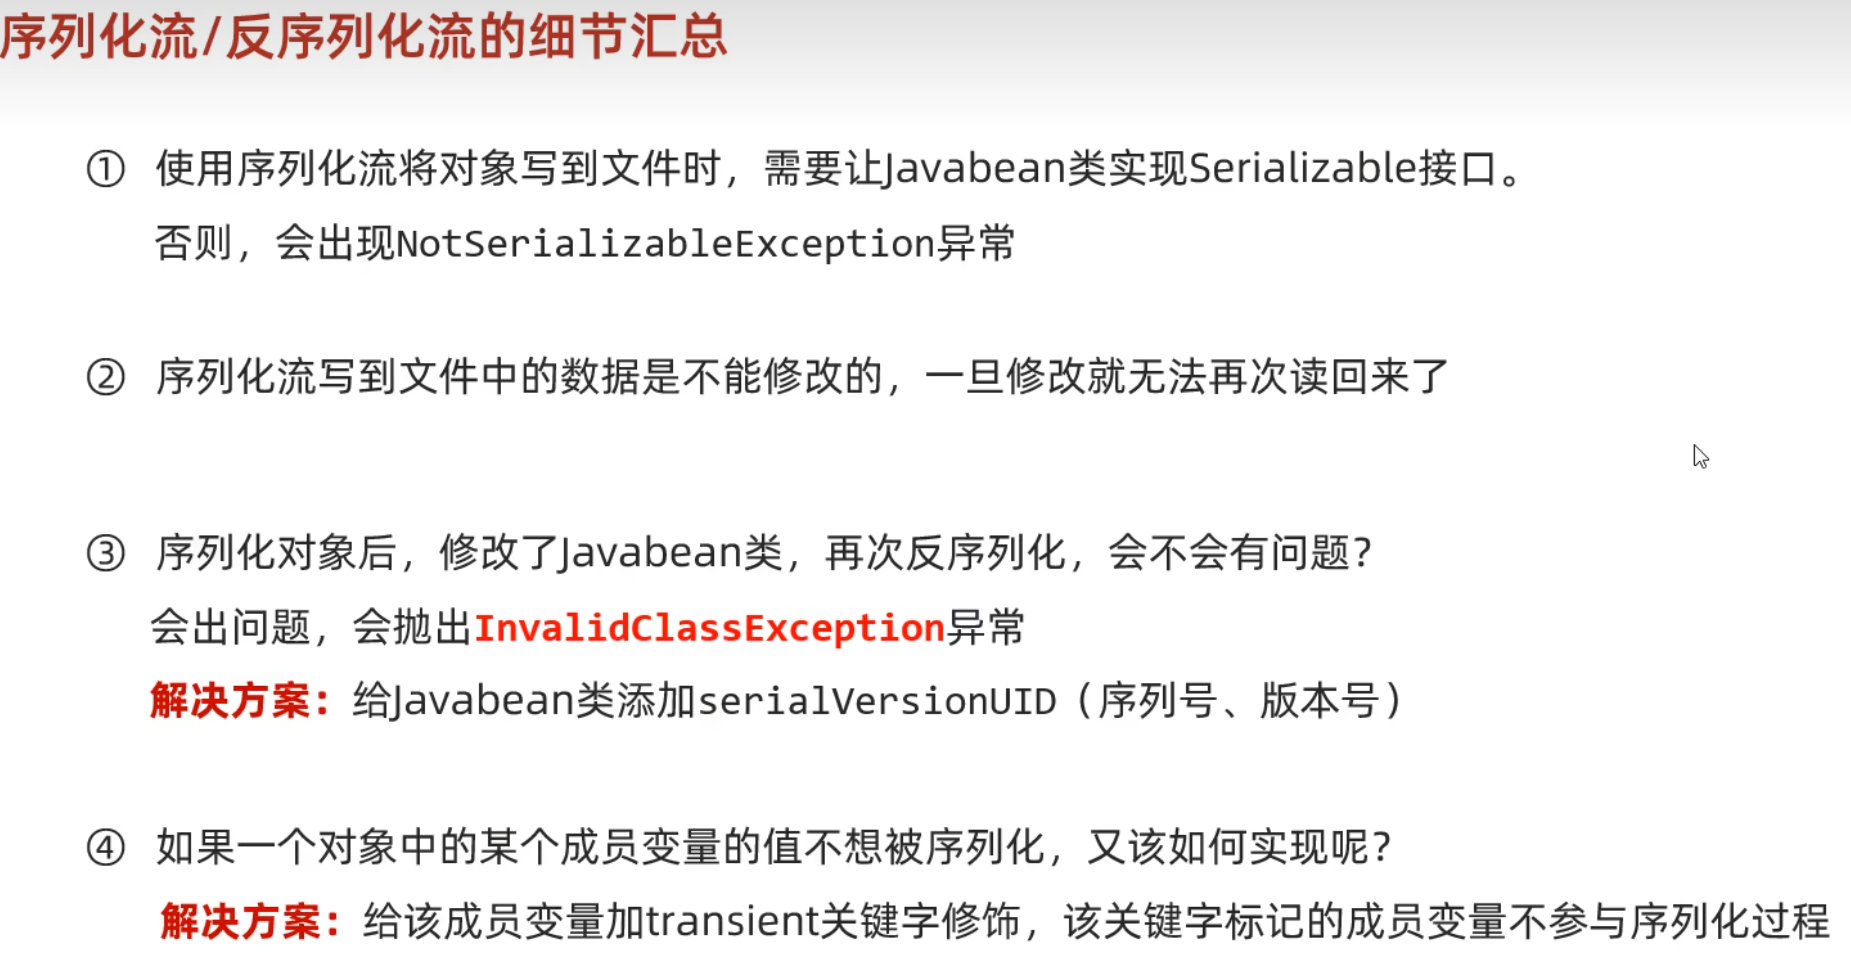 序列化流/反序列化流的细节汇总
① 使用序列化流将对象写到文件时，需要让Javabean类实现Serializable接口。
否则，会出现NotSerializableException异常
② 序列化流写到文件中的数据是不能修改的，一旦修改就无法再次读回来了
③ 序列化对象后，修改了Javabean类，再次反序列化，会不会有问题？
会出问题，会抛出InvalidClassException异常
解决方案：给Javabean类添加serialVersionUID（序列号、版本号）
④ 如果一个对象中的某个成员变量的值不想被序列化，又该如何实现呢？
解决方案：给该成员变量加transient关键字修饰，该关键字标记的成员变量不参与序列化过程